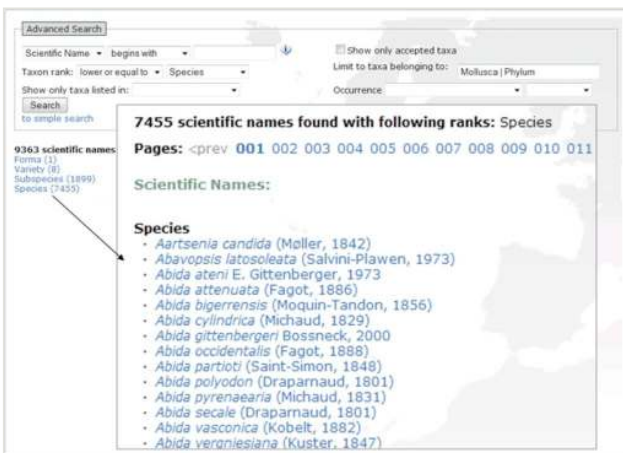 Advanced Search
Scientific Name begins with
Show only accepted taxa
Taxon rank: lower or equal to Species
Limit to taxa belonging to: Mollusca | Phylum
Show only taxa listed in:
Occurrence
Search
to simple search
9363 scientific names
Forma (1)
Variety (8)
Subspecies (1899)
Species (7455)
7455 scientific names found with following ranks: Species
Pages: <prev 001 002 003 004 005 006 007 008 009 010 011
Scientific Names:
Species
• Aartsenia candida (Møller, 1842)
• Abavopsis latosoleata (Salvini-Plawen, 1973)
• Abida ateni E. Gittenberger, 1973
• Abida attenuata (Fagot, 1886)
• Abida bigerrensis (Moquin-Tandon, 1856)
• Abida cylindrica (Michaud, 1829)
• Abida gittenbergeri Bossneck, 2000
• Abida occidentalis (Fagot, 1888)
• Abida partioti (Saint-Simon, 1848)
• Abida polyodon (Draparnaud, 1801)
• Abida pyrenaearia (Michaud, 1831)
• Abida secale (Draparnaud, 1801)
• Abida vasconica (Kobelt, 1882)
• Abida vergniesiana (Kuster, 1847)